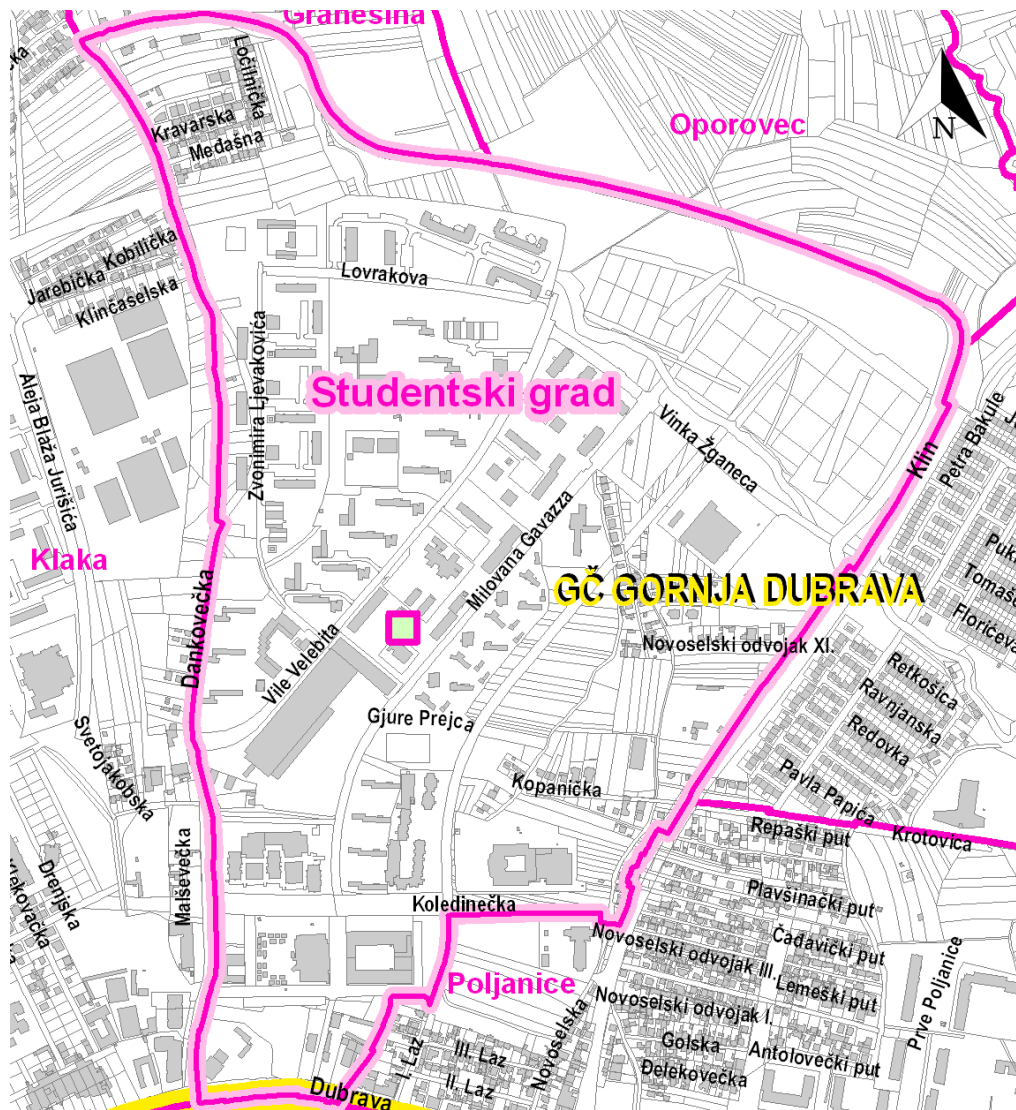 Granešina
Ločilnička
Kravarska
Međašna
Oporovec
N
Kobilička
Jarebička
Klinčaselska
Lovrakova
Zvonimira Ljevakovića
Studentski grad
Aleja Blaža Jurišića
Vinka Žganeca
Klin
Petra Bakule
Klaka
Milovana Gavazza
GČ GORNJA DUBRAVA
Dankovečka
Vile Velebita
Novoselski odvojak XI.
Gjure Prejca
Retkošica
Ravnjanska
Redovka
Pavla Papića
Svetojakobska
Kopanička
Repaški put
Krotovica
Malševečka
Drenjska
Koledinečka
Plavšinački put
Čađavički put
Novoselski odvojak III.
Lemeški put
Poljanice
Novoselski odvojak I.
Prve Poljanice
Novoselska
Golska
Antolovečki put
Đelekovečka
I. Laz
III. Laz
II. Laz
Dubrava